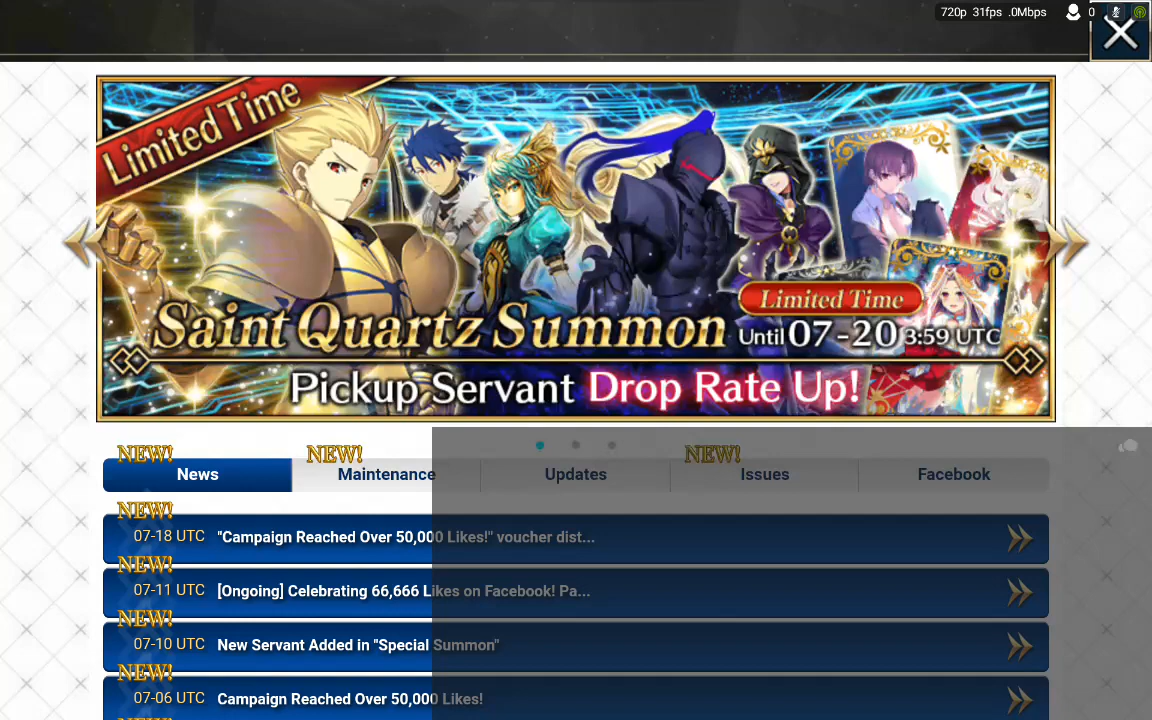 720p 31fps .0Mbps 0
Limited Time
Limited Time
Saint Quartz Summon
Until 07-20 3:59 UTC
Pickup Servant Drop Rate Up!
NEW! NEW! NEW!
News Maintenance Updates Issues Facebook
NEW!
07-18 UTC "Campaign Reached Over 50,000 Likes!" voucher dist...
NEW!
07-11 UTC [Ongoing] Celebrating 66,666 Likes on Facebook! Pa...
NEW!
07-10 UTC New Servant Added in "Special Summon"
NEW!
07-06 UTC Campaign Reached Over 50,000 Likes!